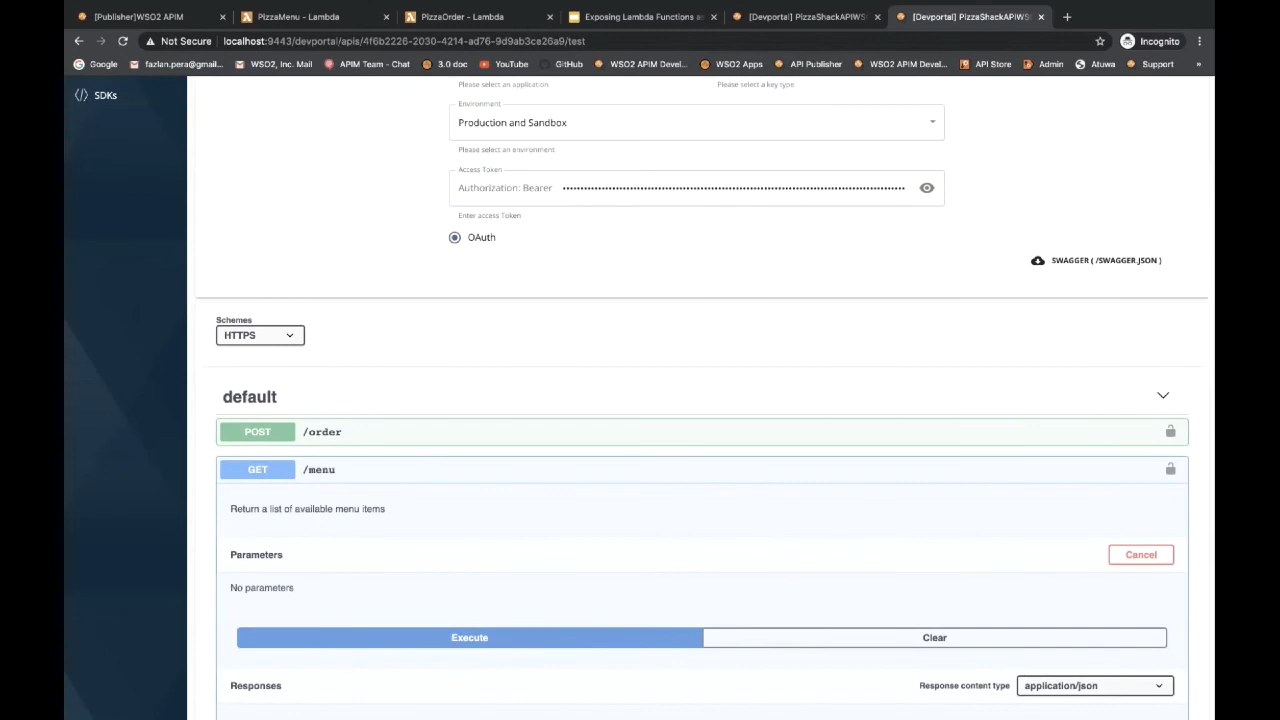 [Publisher]WSO2 APIM
PizzaMenu - Lambda
PizzaOrder - Lambda
Exposing Lambda Functions as
[Devportal] PizzaShackAPIWS
[Devportal] PizzaShackAPIWS
Not Secure
localhost:9443/devportal/apis/4f6b2226-2030-4214-ad76-9d9ab3ce26a9/test
Incognito
Google
fazlan.pera@gmail...
WSO2, Inc. Mail
APIM Team - Chat
3.0 doc
YouTube
GitHub
WSO2 APIM Devel...
WSO2 Apps
API Publisher
WSO2 APIM Devel...
API Store
Admin
Atuwa
Support
»
</> SDKs
Please select an application
Please select a key type
Environment
Production and Sandbox
Please select an environment
Access Token
Authorization: Bearer
Enter access Token
OAuth
SWAGGER ( /SWAGGER.JSON )
Schemes
HTTPS
default
POST /order
GET /menu
Return a list of available menu items
Parameters
Cancel
No parameters
Execute
Clear
Responses
Response content type
application/json